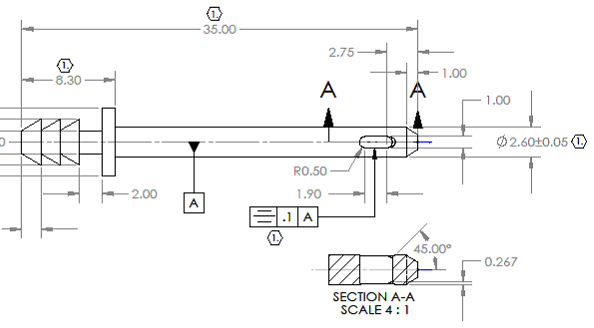 1.
35.00
2.75
1.
8.30
1.00
A
A
1.00
⌀2.60±0.05 1.
0
R0.50
A
2.00
1.90
.1 A
1.
45.00°
0.267
SECTION A-A
SCALE 4 : 1